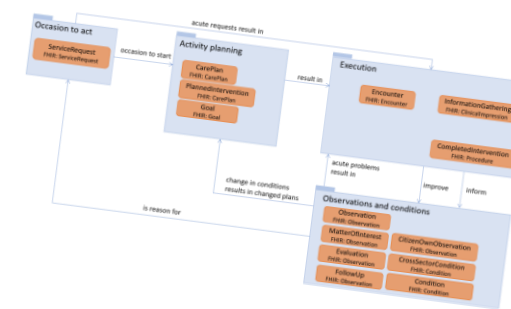 acute requests result in
Occasion to act
ServiceRequest
FHIR: ServiceRequest
occasion to start
Activity planning
CarePlan
FHIR: CarePlan
PlannedIntervention
FHIR: CarePlan
Goal
FHIR: Goal
result in
Execution
Encounter
FHIR: Encounter
InformationGathering
FHIR: ClinicalImpression
CompletedIntervention
FHIR: Procedure
acute problems
result in
improve
inform
change in conditions
results in changed plans
is reason for
Observations and conditions
Observation
FHIR: Observation
MatterOfInterest
FHIR: Observation
Evaluation
FHIR: Observation
FollowUp
FHIR: Observation
CitizenOwnObservation
FHIR: Observation
CrossSectorCondition
FHIR: Condition
Condition
FHIR: Condition